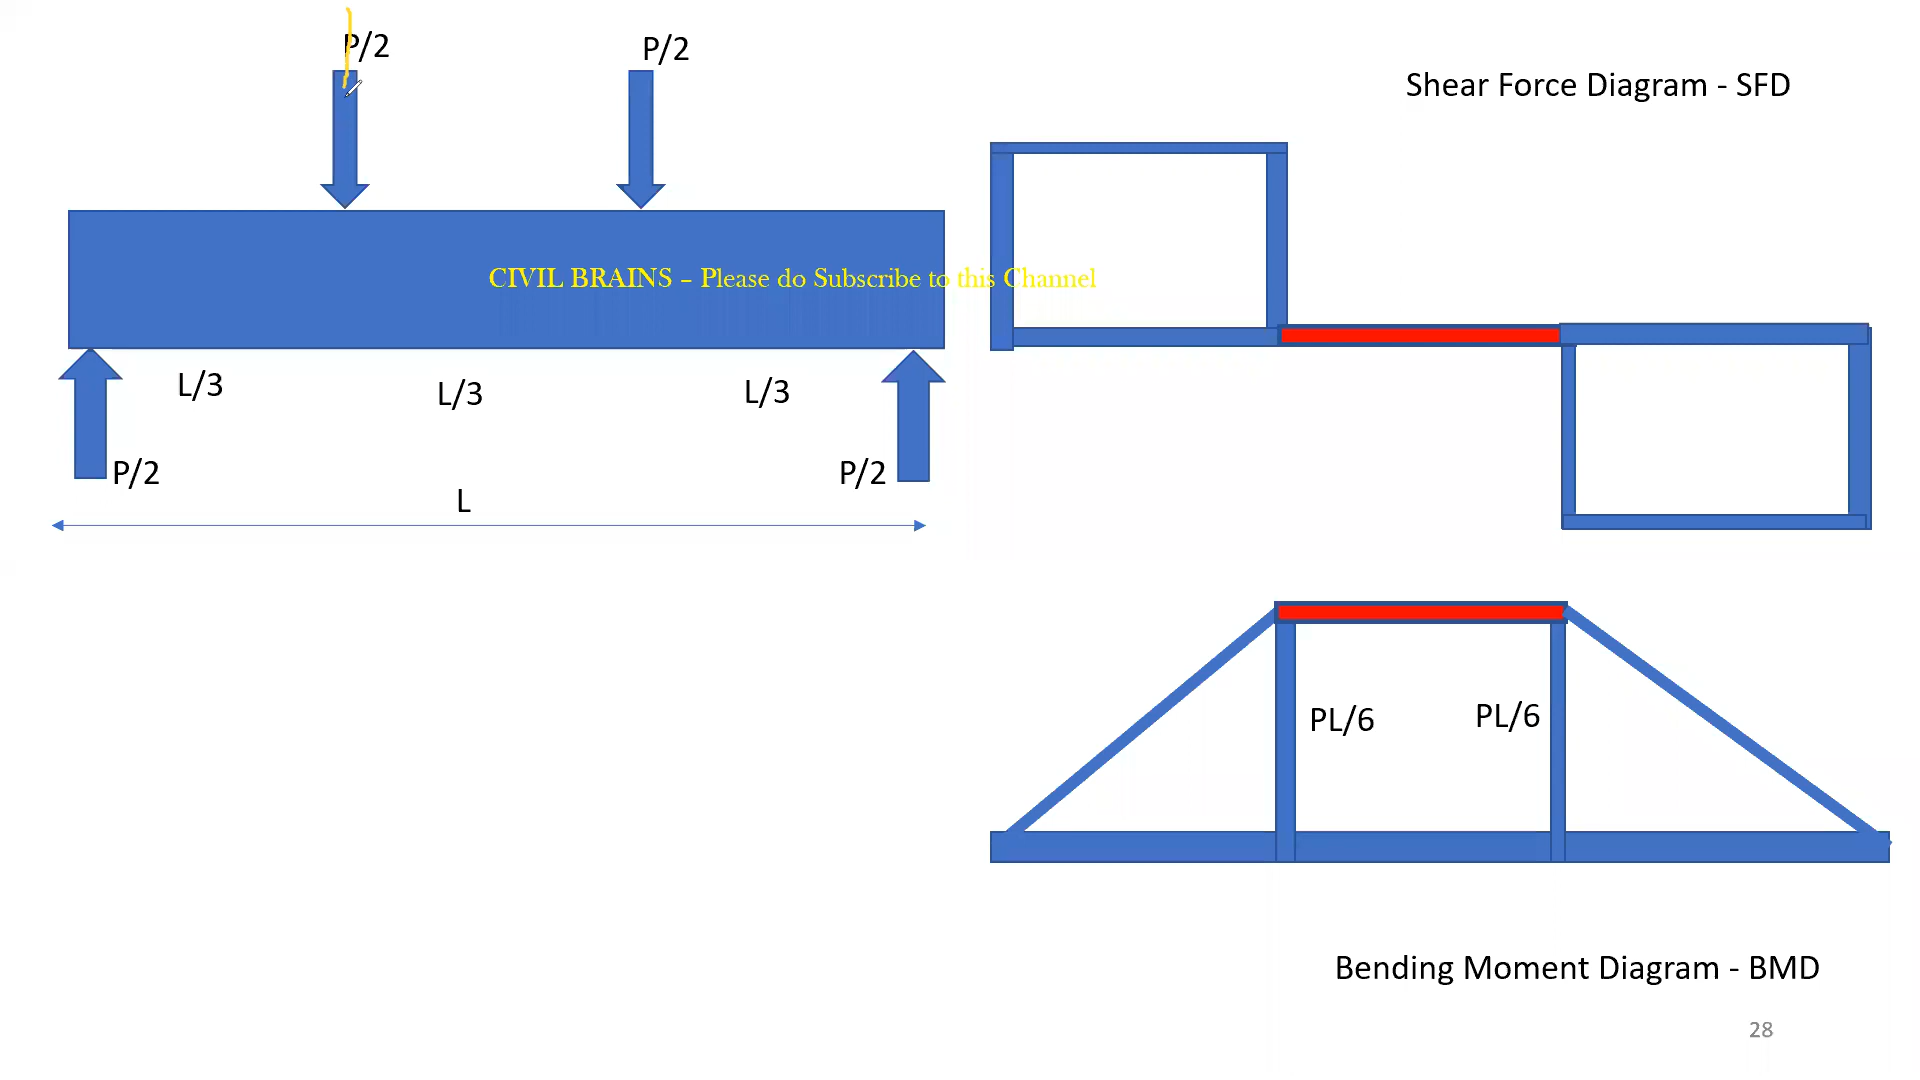 P/2
P/2
Shear Force Diagram - SFD
CIVIL BRAINS – Please do Subscribe to this Channel
L/3
L/3
L/3
P/2
P/2
L
PL/6
PL/6
Bending Moment Diagram - BMD
28